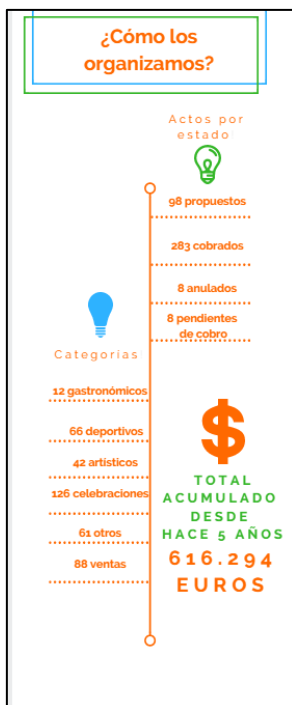 ¿Cómo los
organizamos?
Actos por
estado
98 propuestos
283 cobrados
8 anulados
8 pendientes
de cobro
Categorías
12 gastronómicos
66 deportivos
42 artísticos
126 celebraciones
61 otros
88 ventas
$
TOTAL
ACUMULADO
DESDE
HACE 5 AÑOS
616.294
EUROS